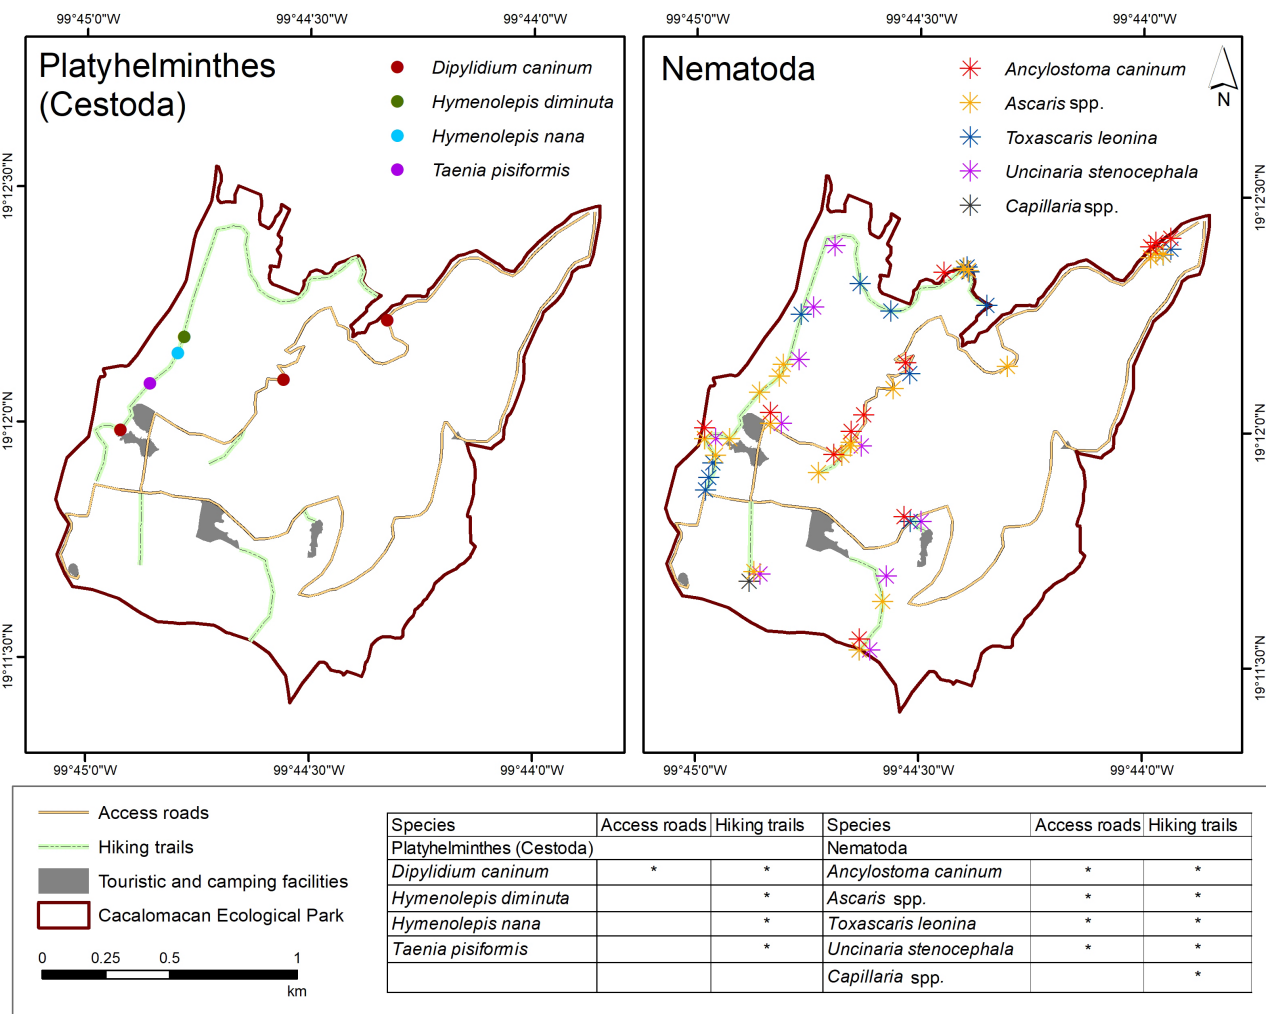 99°45'0"W 99°44'30"W 99°44'0"W
99°45'0"W 99°44'30"W 99°44'0"W
Platyhelminthes
(Cestoda)
Dipylidium caninum
Hymenolepis diminuta
Hymenolepis nana
Taenia pisiformis
Nematoda
Ancylostoma caninum
Ascaris spp.
Toxascaris leonina
Uncinaria stenocephala
Capillaria spp.
N
19°12'30"N
19°12'0"N
19°11'30"N
19°12'30"N
19°12'0"N
19°11'30"N
99°45'0"W 99°44'30"W 99°44'0"W
99°45'0"W 99°44'30"W 99°44'0"W
Access roads
Hiking trails
Touristic and camping facilities
Cacalomacan Ecological Park
0 0.25 0.5 1
km
Species Access roads Hiking trails Species Access roads Hiking trails
Platyhelminthes (Cestoda) Nematoda
Dipylidium caninum * * Ancylostoma caninum * *
Hymenolepis diminuta * Ascaris spp. * *
Hymenolepis nana * Toxascaris leonina * *
Taenia pisiformis * Uncinaria stenocephala * *
Capillaria spp. *